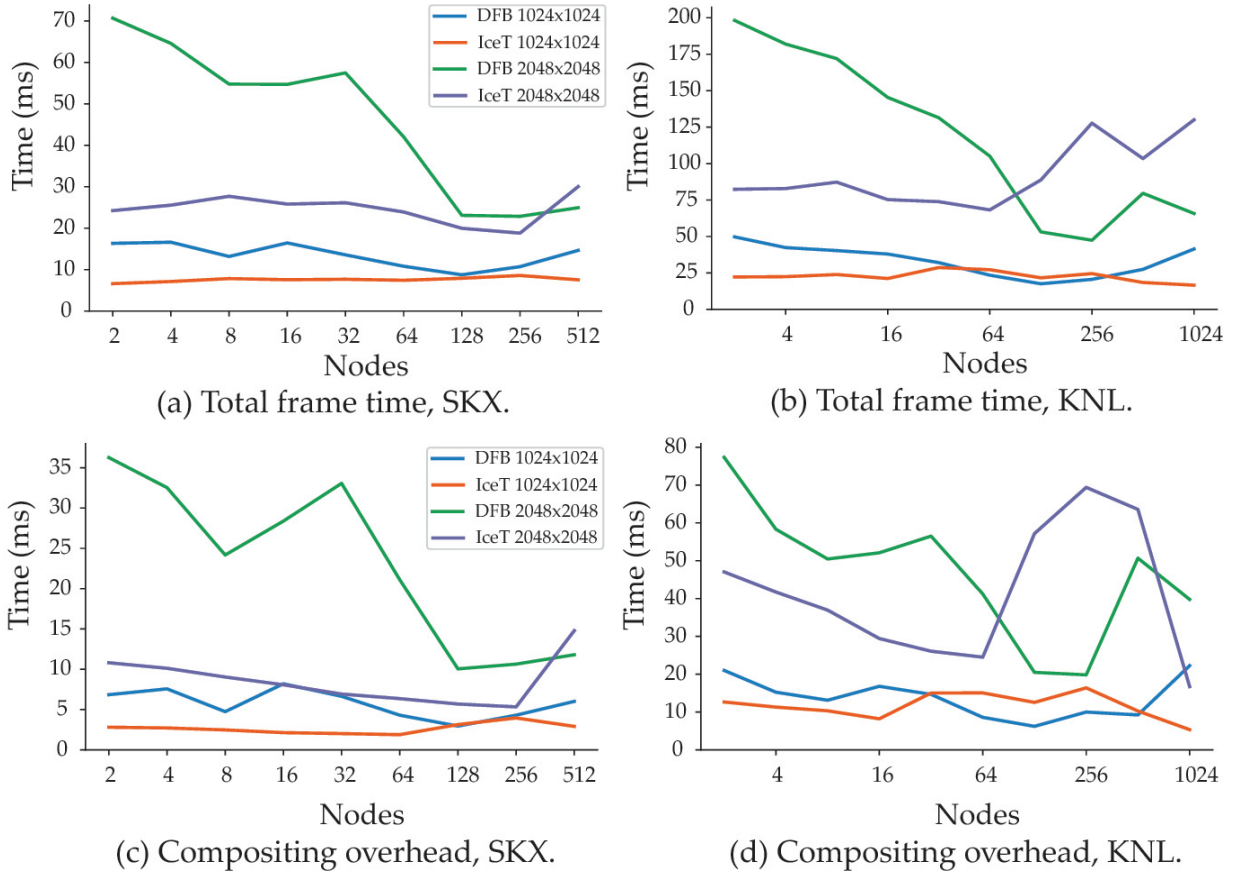 70
60
50
40
30
20
10
0
Time (ms)
DFB 1024x1024
IceT 1024x1024
DFB 2048x2048
IceT 2048x2048
2 4 8 16 32 64 128 256 512
Nodes
(a) Total frame time, SKX.
200
175
150
125
100
75
50
25
0
Time (ms)
4 16 64 256 1024
Nodes
(b) Total frame time, KNL.
35
30
25
20
15
10
5
0
Time (ms)
DFB 1024x1024
IceT 1024x1024
DFB 2048x2048
IceT 2048x2048
2 4 8 16 32 64 128 256 512
Nodes
(c) Compositing overhead, SKX.
80
70
60
50
40
30
20
10
0
Time (ms)
4 16 64 256 1024
Nodes
(d) Compositing overhead, KNL.